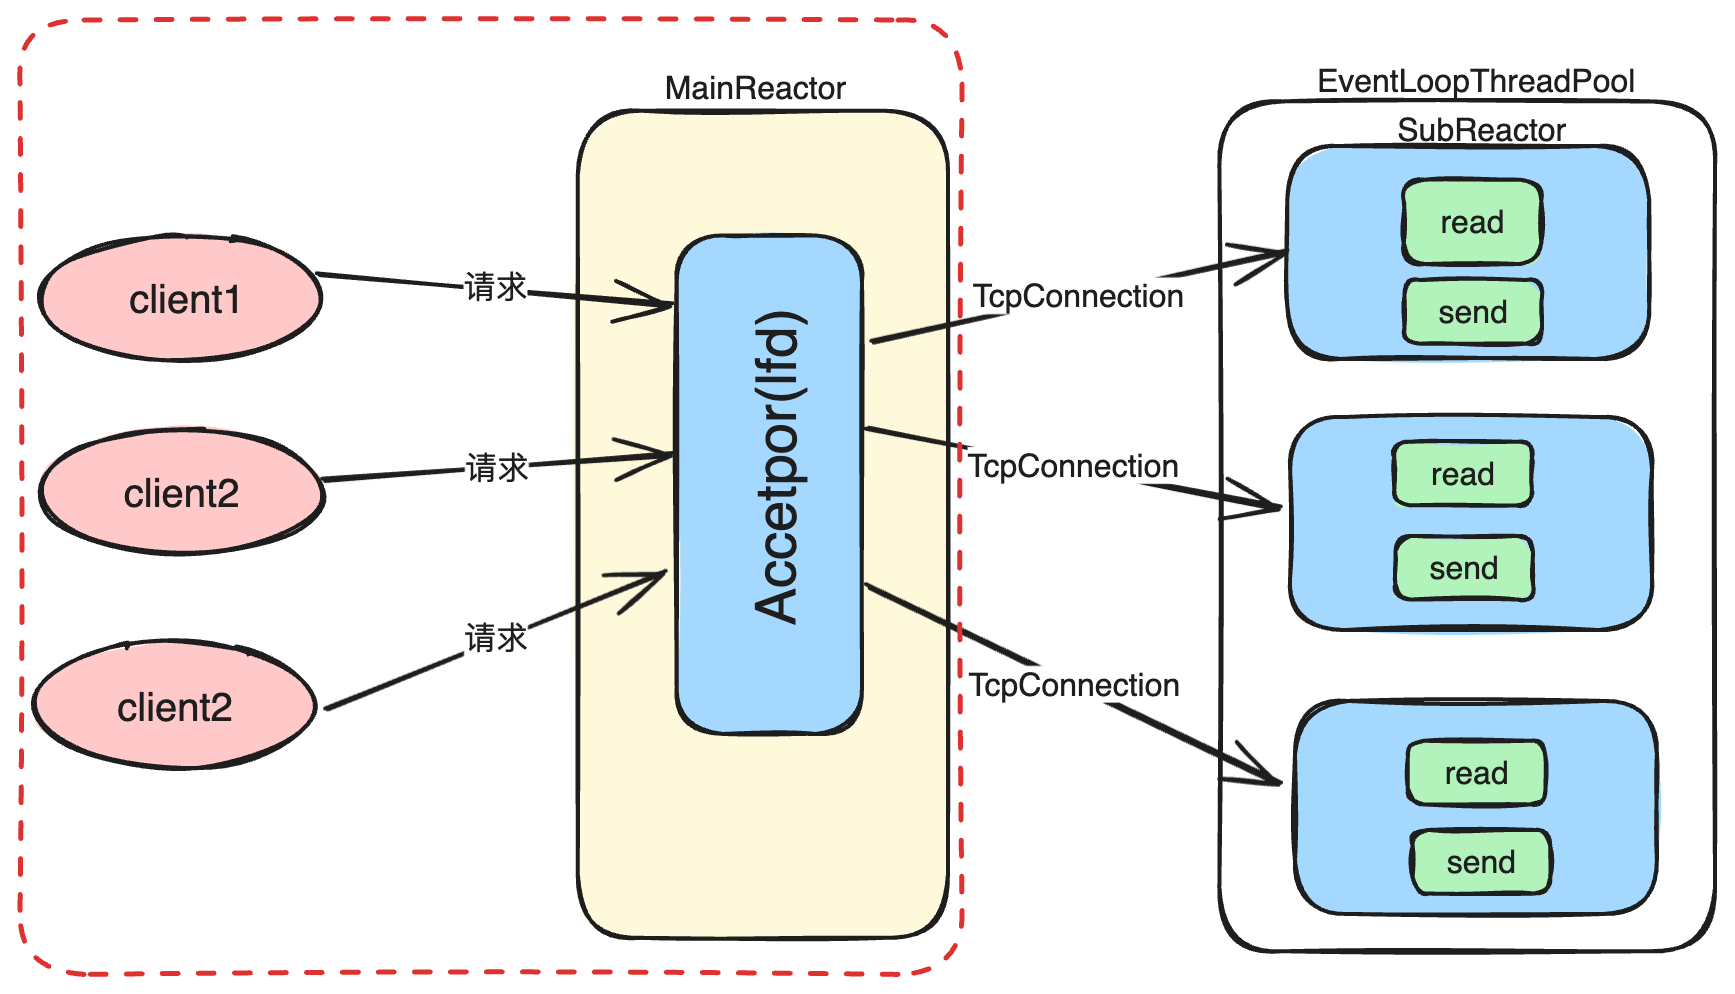 MainReactor
EventLoopThreadPool
SubReactor
client1
请求
client2
请求
client2
请求
Accetpor(lfd)
TcpConnection
TcpConnection
TcpConnection
read
send
read
send
read
send